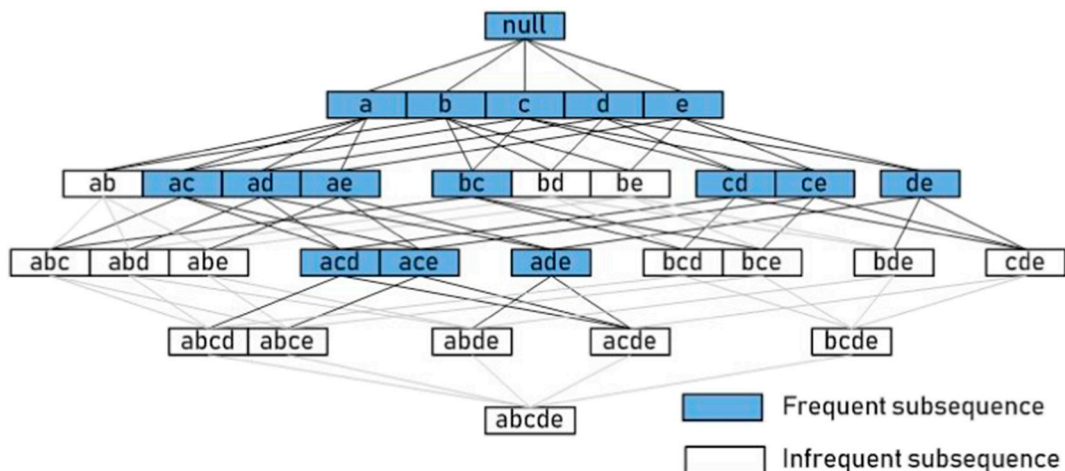 null
a b c d e
ab ac ad ae bc bd be cd ce de
abc abd abe acd ace ade bcd bce bde cde
abcd abce abde acde bcde
abcde
Frequent subsequence
Infrequent subsequence